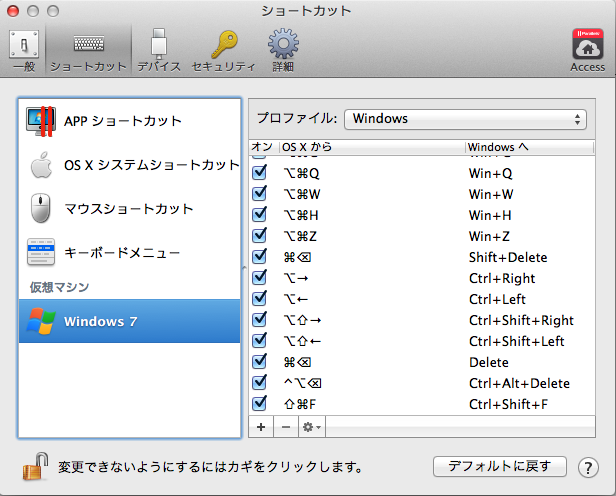 ショートカット
一般
ショートカット
デバイス
セキュリティ
詳細
Parallels
Access
APP ショートカット
OS X システムショートカット
マウスショートカット
キーボードメニュー
仮想マシン
Windows 7
プロファイル: Windows
オン OS X から Windows へ
⌥⌘Q Win+Q
⌥⌘W Win+W
⌥⌘H Win+H
⌥⌘Z Win+Z
⌘⌫ Shift+Delete
⌥→ Ctrl+Right
⌥← Ctrl+Left
⌥⇧→ Ctrl+Shift+Right
⌥⇧← Ctrl+Shift+Left
⌘⌫ Delete
^⌥⌫ Ctrl+Alt+Delete
⇧⌘F Ctrl+Shift+F
変更できないようにするにはカギをクリックします。
デフォルトに戻す
?